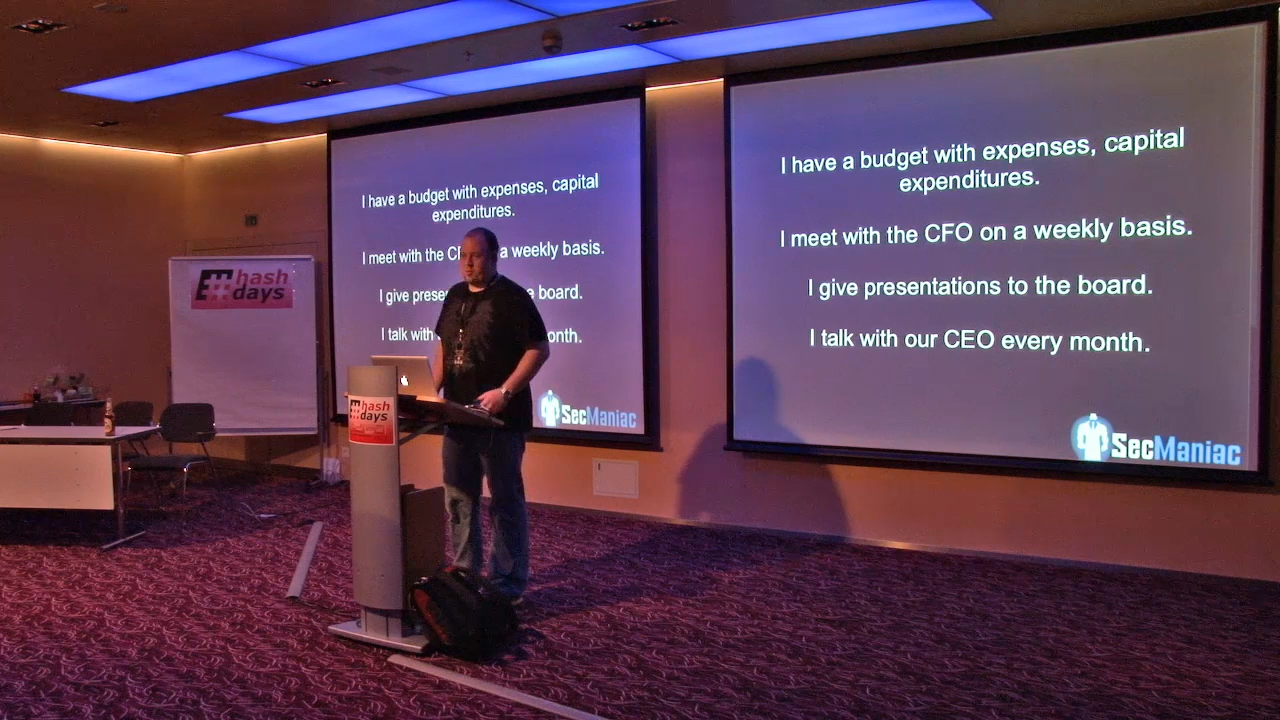 #hash
days
#hash
days
I have a budget with expenses, capital
expenditures.
I meet with the CF a weekly basis.
I give prese board.
I talk with onth.
SecManiac
I have a budget with expenses, capital
expenditures.
I meet with the CFO on a weekly basis.
I give presentations to the board.
I talk with our CEO every month.
SecManiac